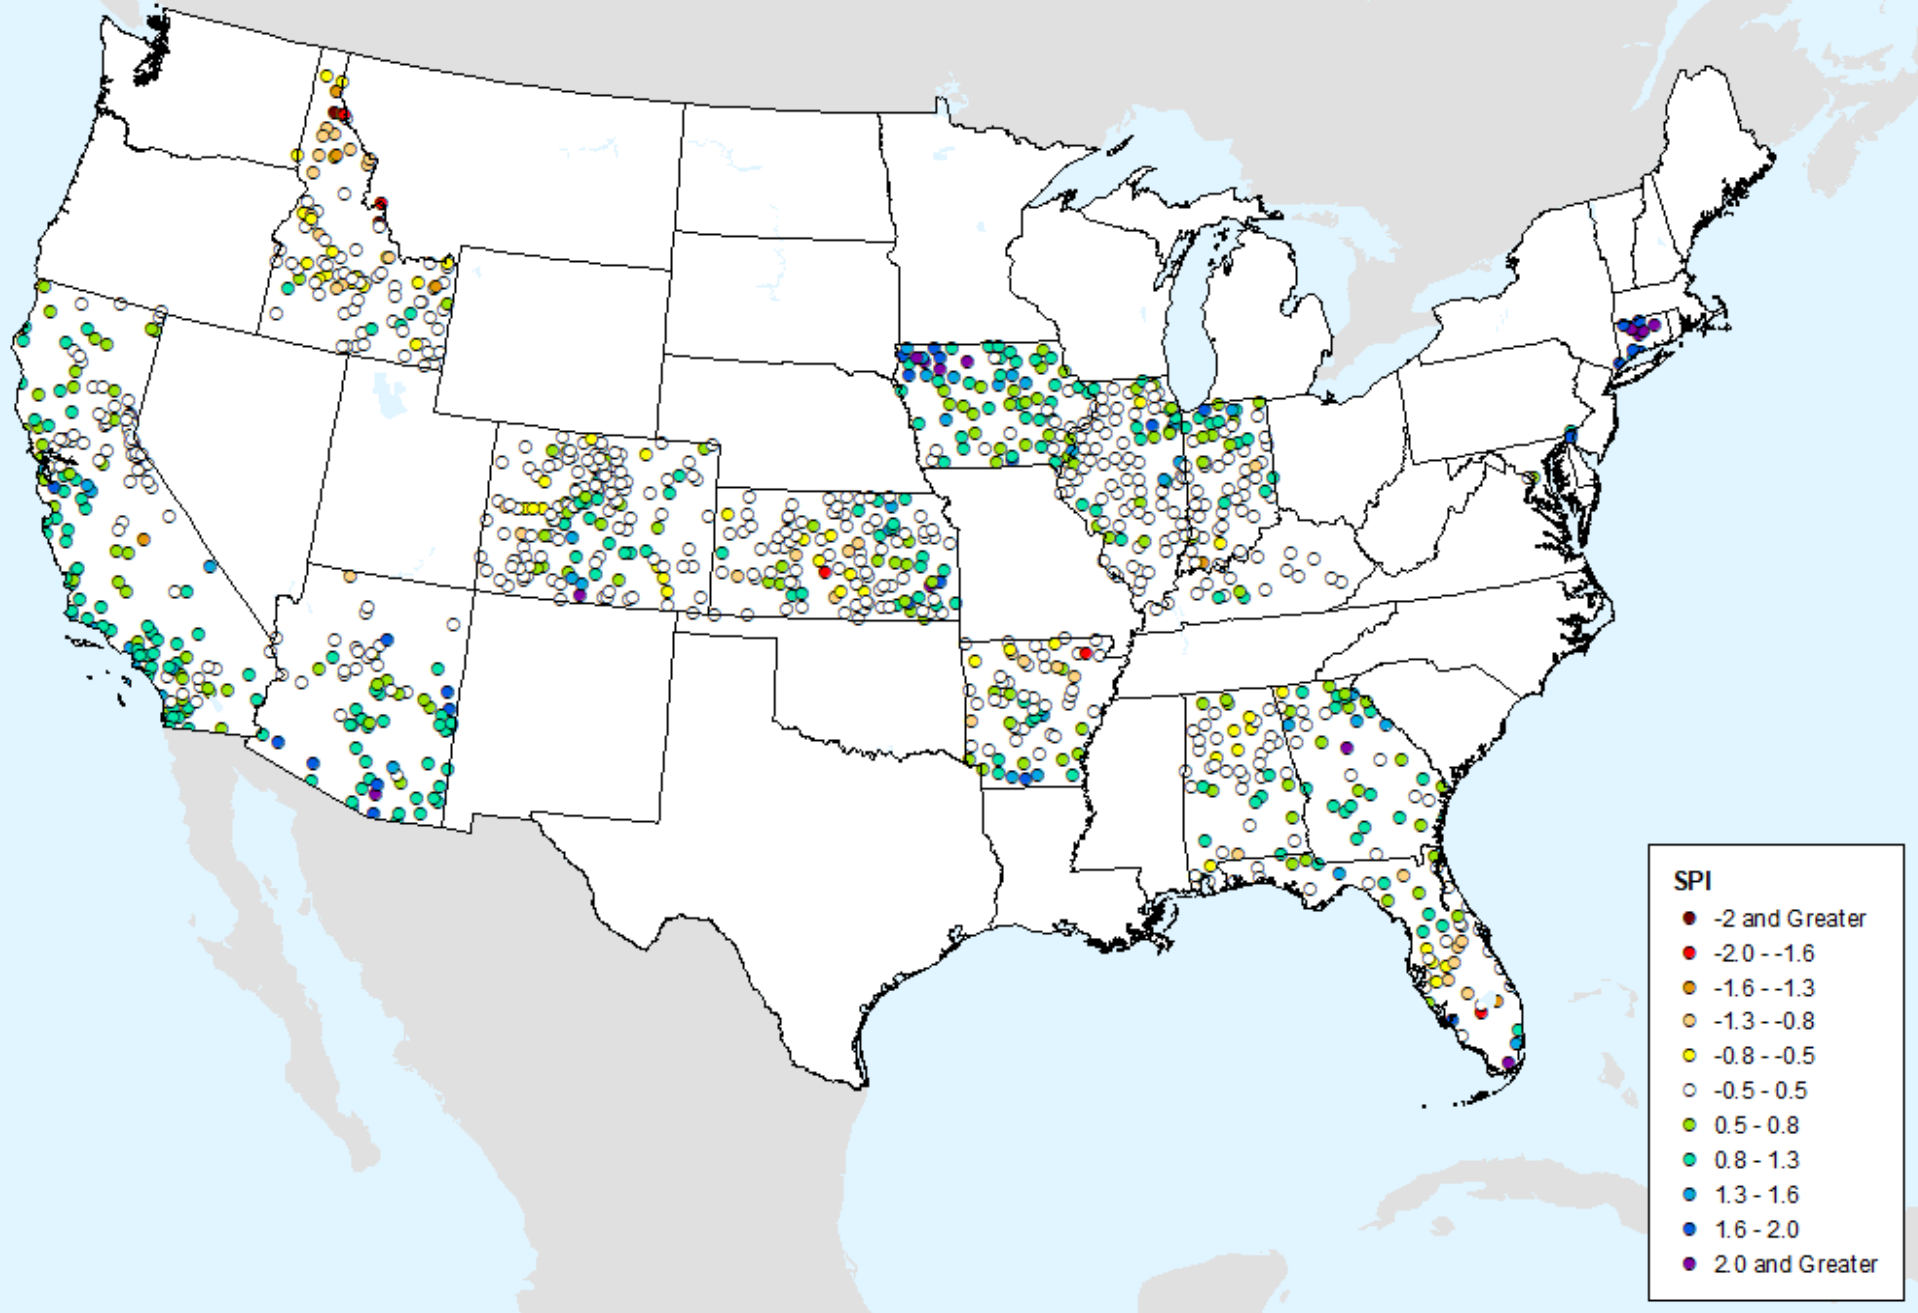 SPI
-2 and Greater
-2.0 - -1.6
-1.6 - -1.3
-1.3 - -0.8
-0.8 - -0.5
-0.5 - 0.5
0.5 - 0.8
0.8 - 1.3
1.3 - 1.6
1.6 - 2.0
2.0 and Greater